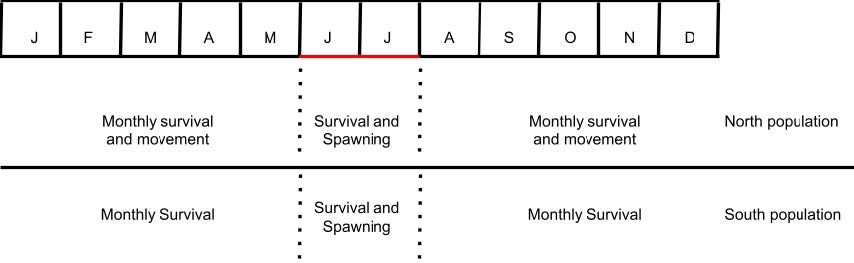 J F M A M J J A S O N D
Monthly survival
and movement
Survival and
Spawning
Monthly survival
and movement
North population
Monthly Survival
Survival and
Spawning
Monthly Survival
South population